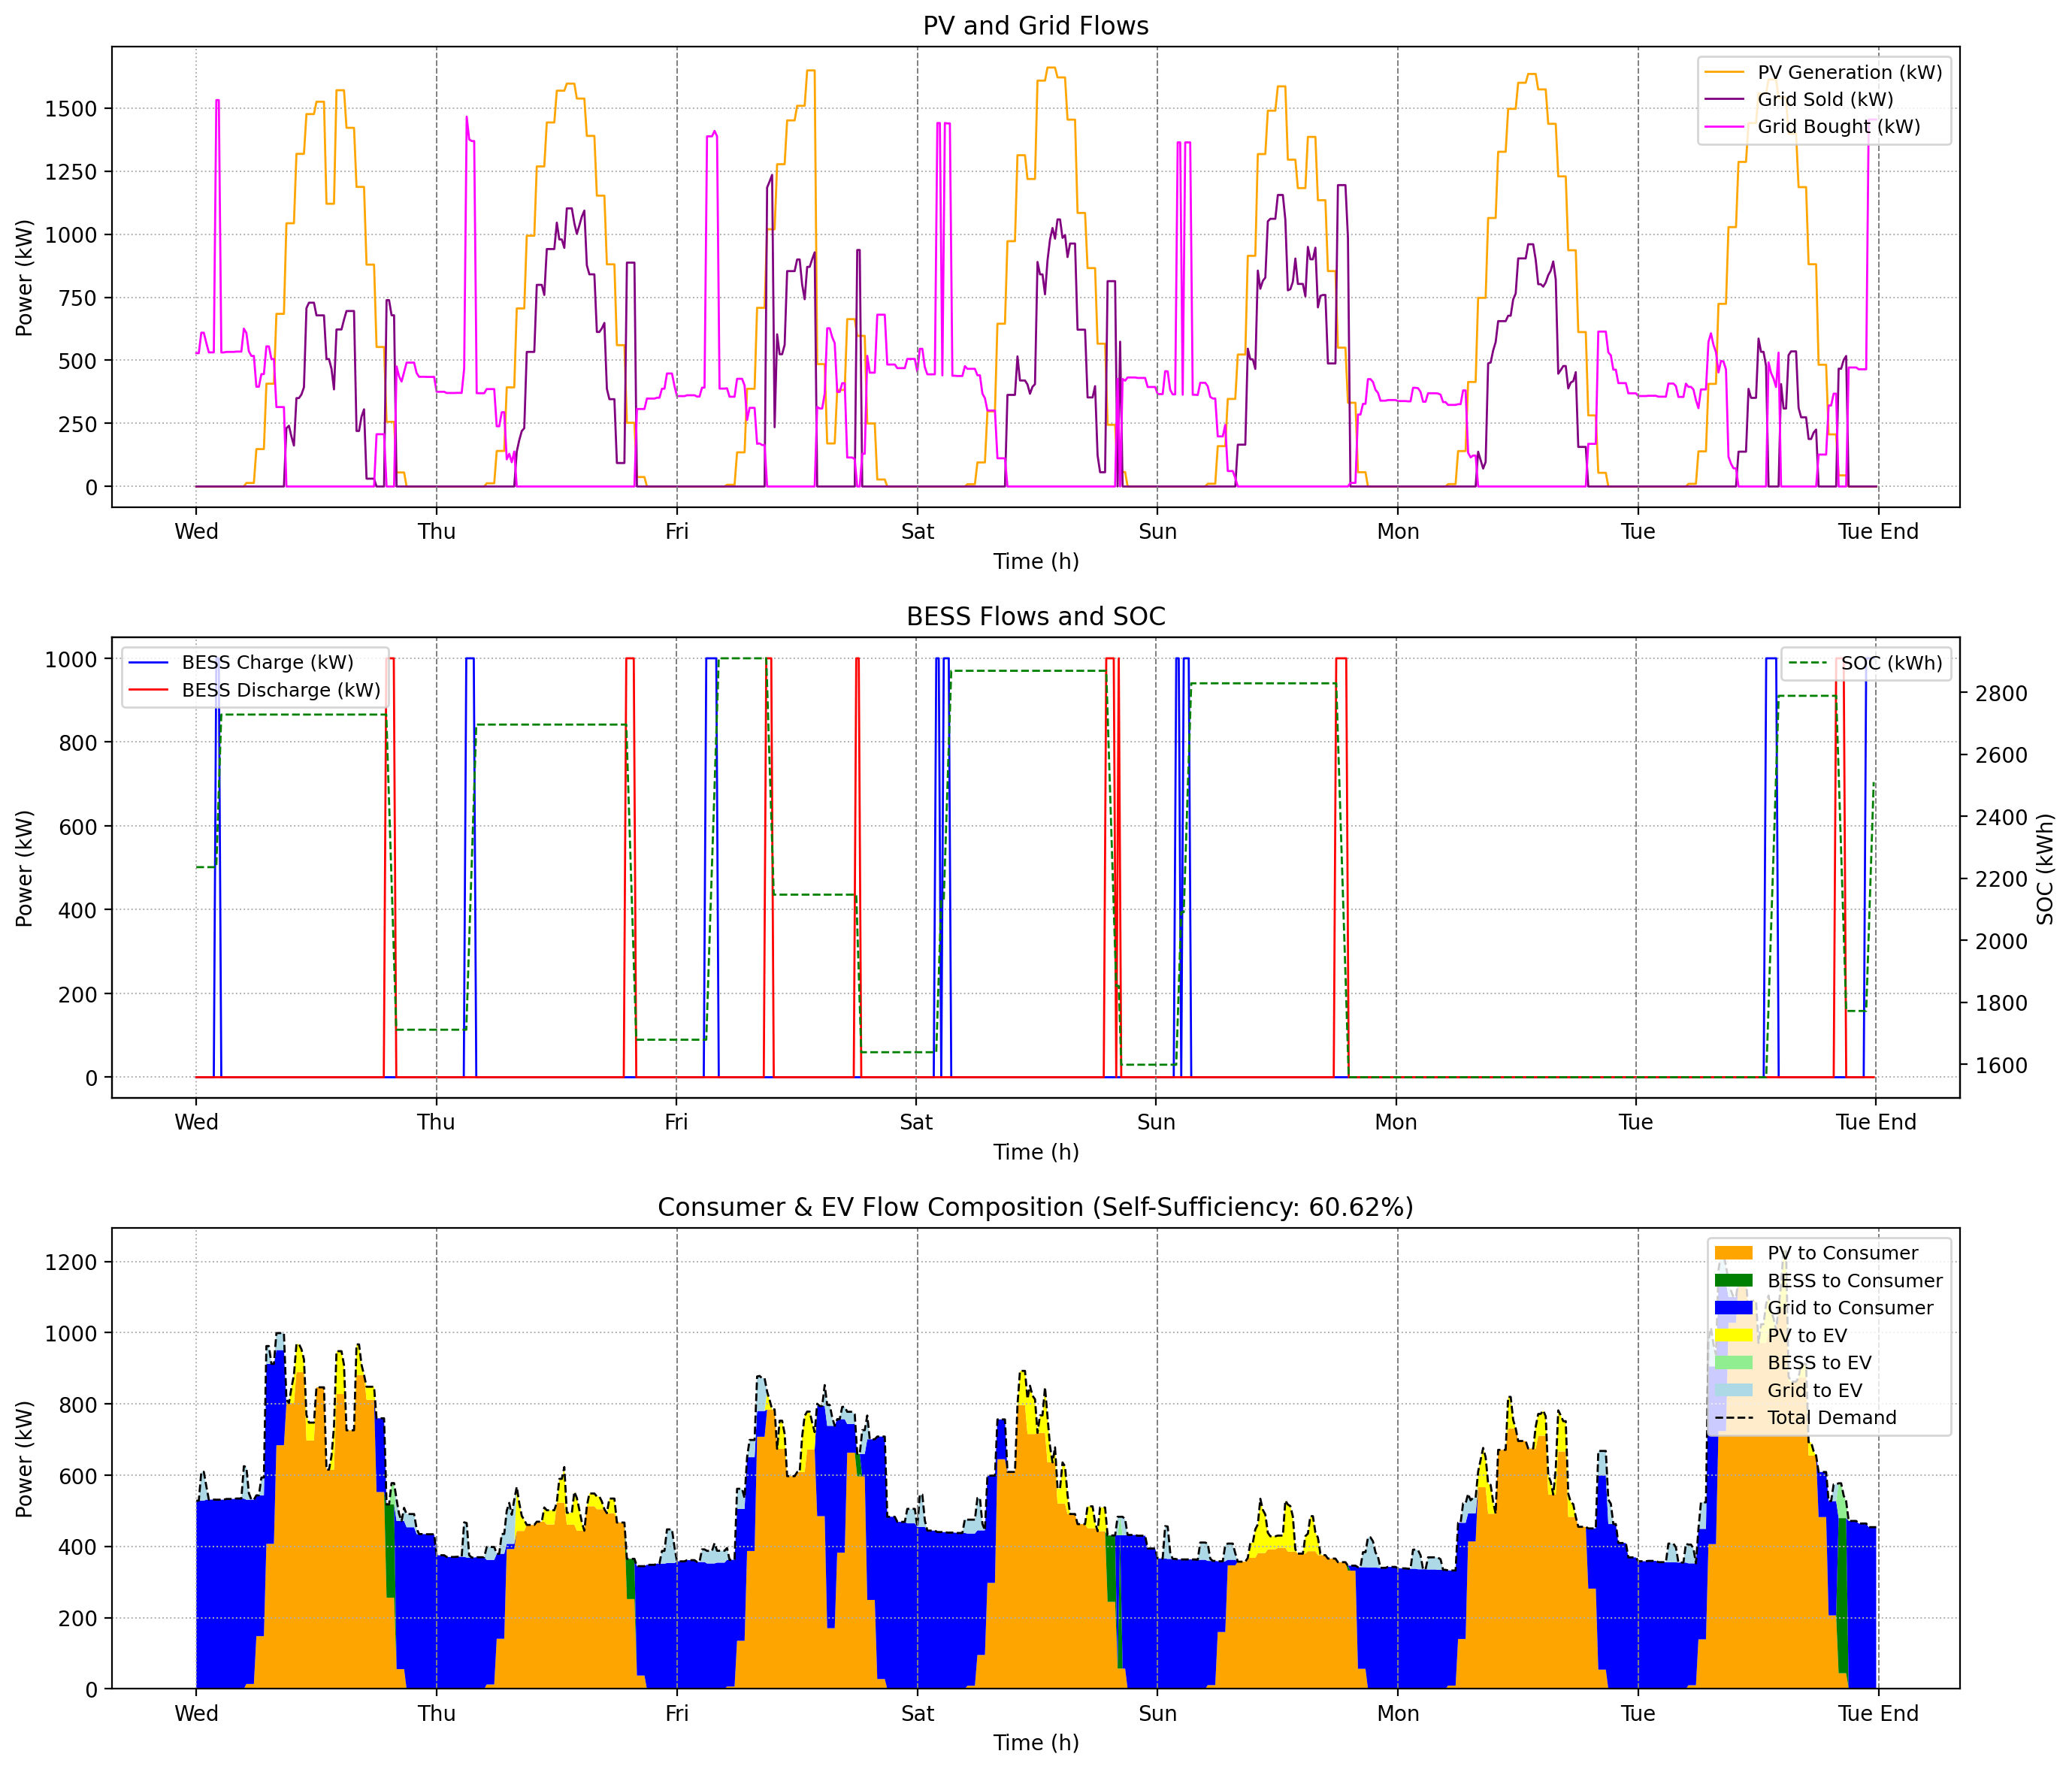 PV and Grid Flows
PV Generation (kW)
Grid Sold (kW)
Grid Bought (kW)
Power (kW)
1500
1250
1000
750
500
250
0
Wed Thu Fri Sat Sun Mon Tue Tue End
Time (h)
BESS Flows and SOC
BESS Charge (kW)
BESS Discharge (kW)
SOC (kWh)
Power (kW)
1000
800
600
400
200
0
SOC (kWh)
2800
2600
2400
2200
2000
1800
1600
Wed Thu Fri Sat Sun Mon Tue Tue End
Time (h)
Consumer & EV Flow Composition (Self-Sufficiency: 60.62%)
PV to Consumer
BESS to Consumer
Grid to Consumer
PV to EV
BESS to EV
Grid to EV
Total Demand
Power (kW)
1200
1000
800
600
400
200
0
Wed Thu Fri Sat Sun Mon Tue Tue End
Time (h)